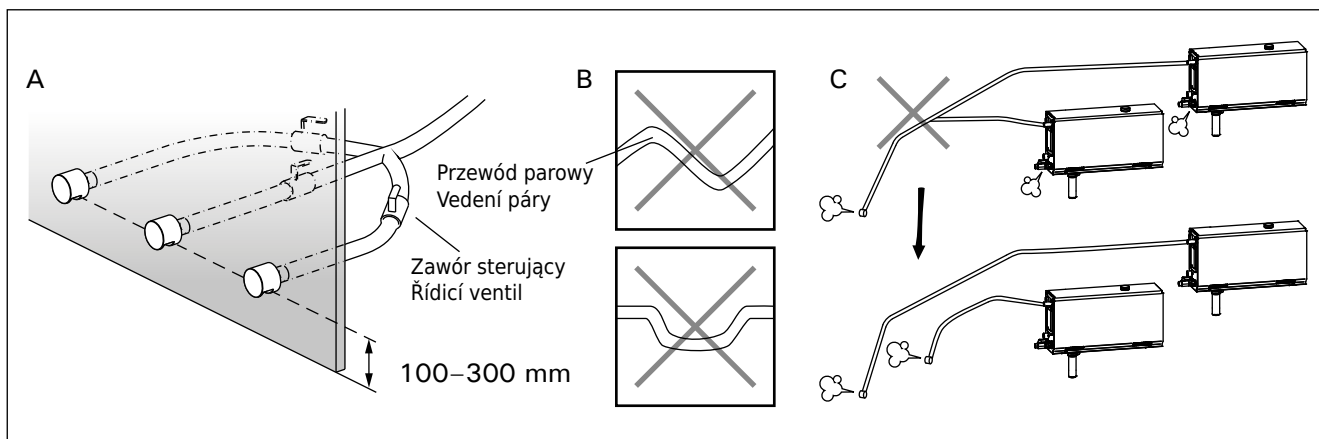 A
B
C
Przewód parowy
Vedení páry
Zawór sterujący
Řídicí ventil
100–300 mm